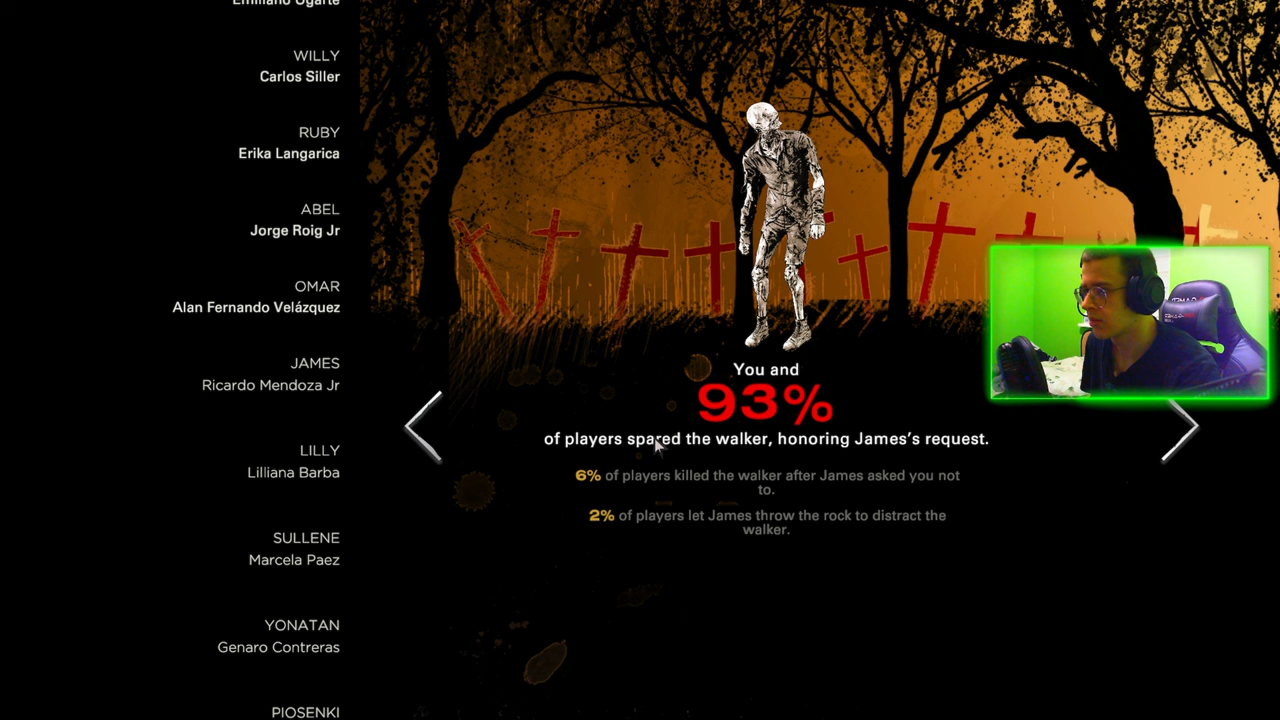 Emiliano Ugarte
WILLY
Carlos Siller
RUBY
Erika Langarica
ABEL
Jorge Roig Jr
OMAR
Alan Fernando Velázquez
JAMES
Ricardo Mendoza Jr
LILLY
Lilliana Barba
SULLENE
Marcela Paez
YONATAN
Genaro Contreras
PIOSENKI
You and
93%
of players spared the walker, honoring James's request.
6% of players killed the walker after James asked you not
to.
2% of players let James throw the rock to distract the
walker.